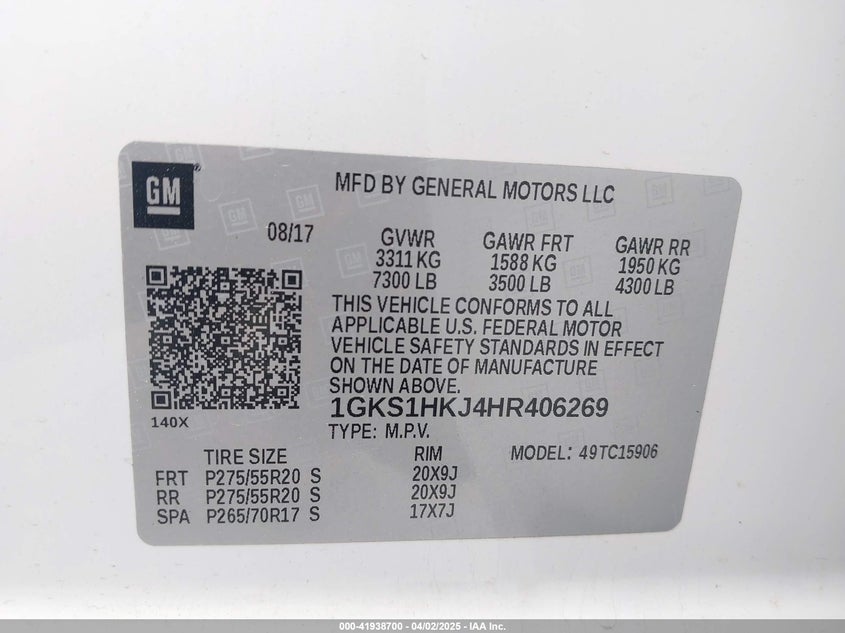 GM
MFD BY GENERAL MOTORS LLC
08/17
GVWR GAWR FRT GAWR RR
3311 KG 1588 KG 1950 KG
7300 LB 3500 LB 4300 LB
THIS VEHICLE CONFORMS TO ALL
APPLICABLE U.S. FEDERAL MOTOR
VEHICLE SAFETY STANDARDS IN EFFECT
ON THE DATE OF MANUFACTURE
SHOWN ABOVE.
1GKS1HKJ4HR406269
140X
TYPE: M.P.V.
TIRE SIZE RIM MODEL: 49TC15906
FRT P275/55R20 S 20X9J
RR P275/55R20 S 20X9J
SPA P265/70R17 S 17X7J
000-41938700 - 04/02/2025 - IAA Inc.